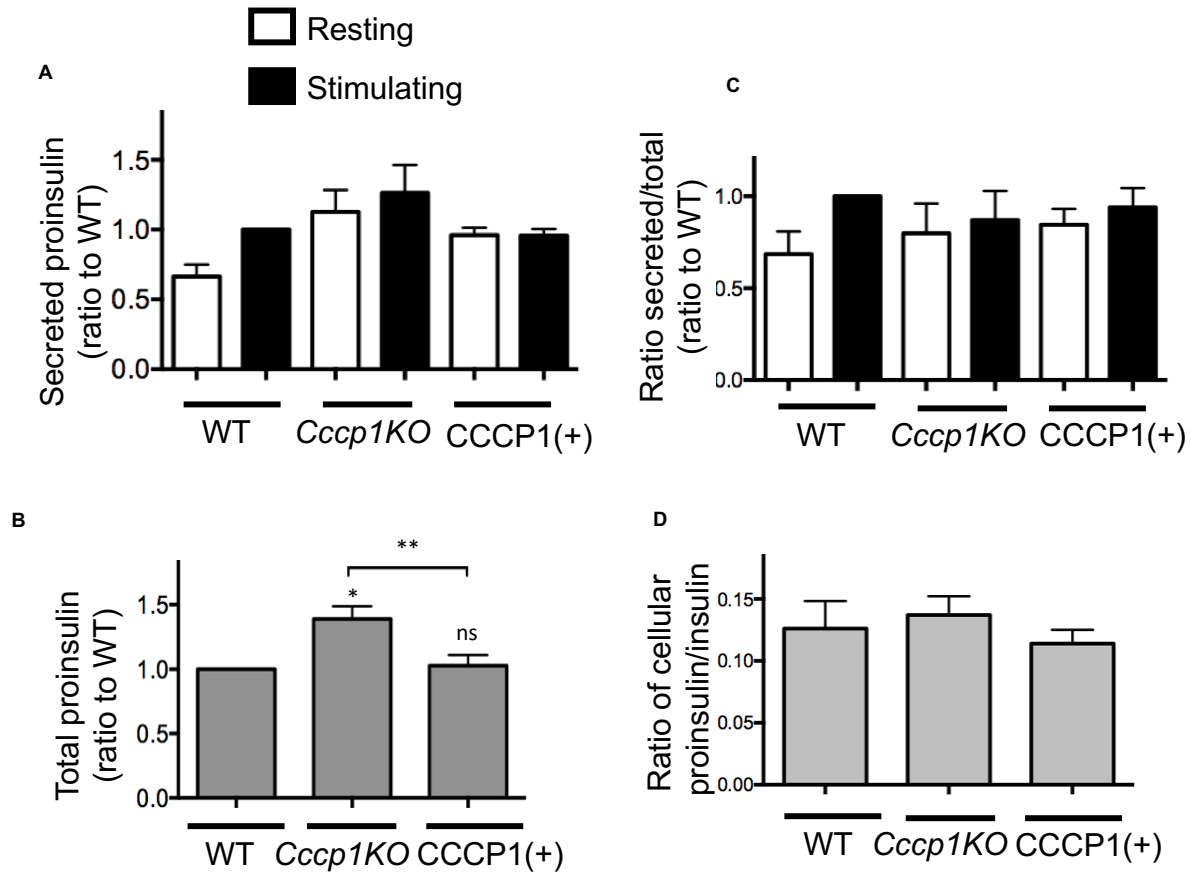 Resting
Stimulating
A
Secreted proinsulin
(ratio to WT)
1.5
1.0
0.5
0.0
WT
Cccp1KO
CCCP1(+)
C
Ratio secreted/total
(ratio to WT)
1.0
0.5
0.0
WT
Cccp1KO
CCCP1(+)
B
Total proinsulin
(ratio to WT)
1.5
1.0
0.5
0.0
**
*
ns
WT
Cccp1KO
CCCP1(+)
D
Ratio of cellular
proinsulin/insulin
0.15
0.10
0.05
0.00
WT
Cccp1KO
CCCP1(+)